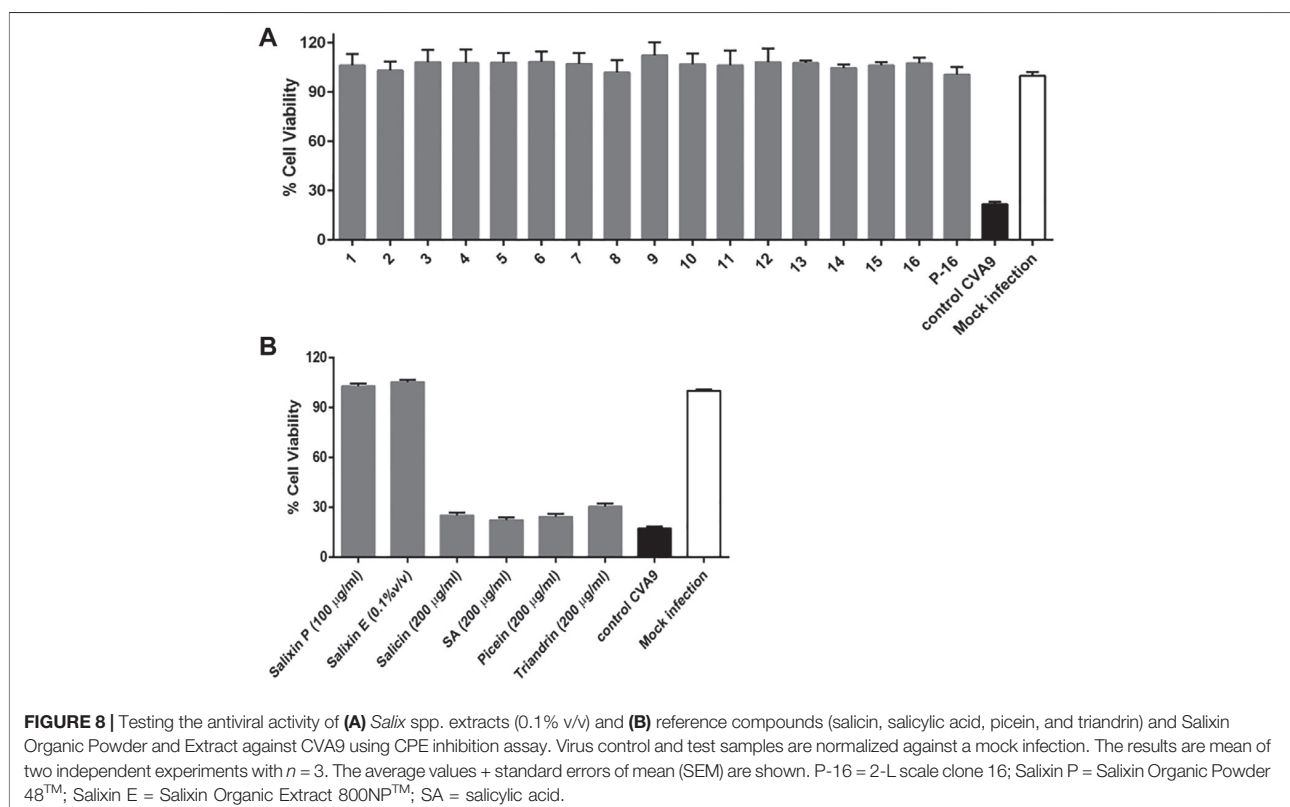 A
% Cell Viability
120
90
60
30
0
1 2 3 4 5 6 7 8 9 10 11 12 13 14 15 16 P-16 control CVA9 Mock infection
B
% Cell Viability
120
90
60
30
0
Salixin P (100 μg/ml) Salixin E (0.1%v/v) Salicin (200 μg/ml) SA (200 μg/ml) Picein (200 μg/ml) Triandrin (200 μg/ml) control CVA9 Mock infection
FIGURE 8 | Testing the antiviral activity of (A) Salix spp. extracts (0.1% v/v) and (B) reference compounds (salicin, salicylic acid, picein, and triandrin) and Salixin
Organic Powder and Extract against CVA9 using CPE inhibition assay. Virus control and test samples are normalized against a mock infection. The results are mean of
two independent experiments with n = 3. The average values + standard errors of mean (SEM) are shown. P-16 = 2-L scale clone 16; Salixin P = Salixin Organic Powder
48™; Salixin E = Salixin Organic Extract 800NP™; SA = salicylic acid.